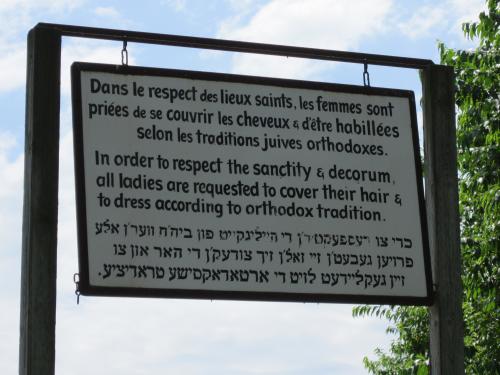 Dans le respect des lieux saints, les femmes sont
priées de se couvrir les cheveux & d'être habillées
selon les traditions juives orthodoxes.
In order to respect the sanctity & decorum,
all ladies are requested to cover their hair &
to dress according to orthodox tradition.
כדי צו רעספעקטיר'ן די הייליגקייט פון ביה"ח ווער'ן אלע
פרויען געבעט'ן זיי זאל'ן זיך צודעק'ן די האר און צו
זיין געקליידעט לויט די ארטאדאקסישע טראדיציע.